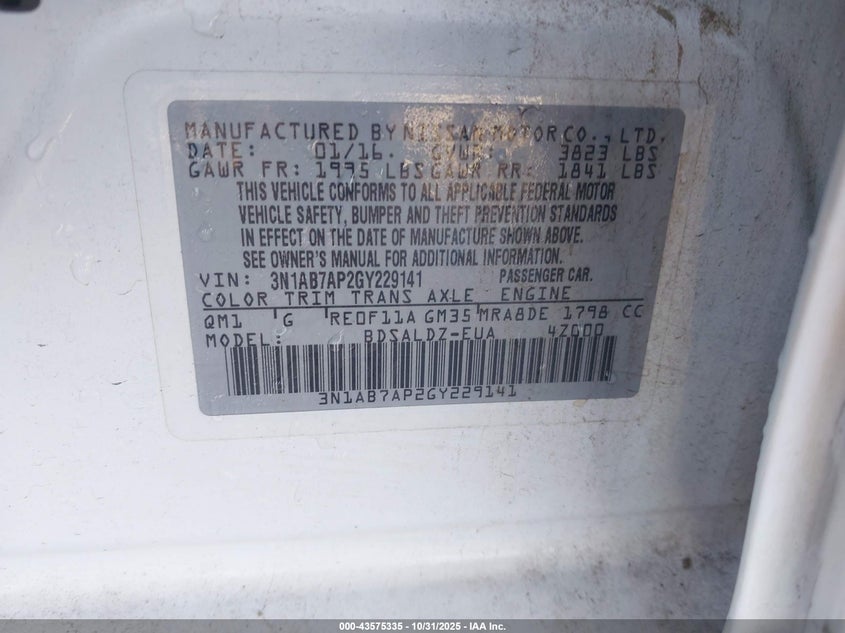 MANUFACTURED BY NISSAN MOTOR CO., LTD.
DATE: 01/16. GVWR: 3823 LBS
GAWR FR: 1995 LBS GAWR RR: 1841 LBS
THIS VEHICLE CONFORMS TO ALL APPLICABLE FEDERAL MOTOR
VEHICLE SAFETY, BUMPER AND THEFT PREVENTION STANDARDS
IN EFFECT ON THE DATE OF MANUFACTURE SHOWN ABOVE.
SEE OWNER'S MANUAL FOR ADDITIONAL INFORMATION.
VIN: 3N1AB7AP2GY229141 PASSENGER CAR.
COLOR TRIM TRANS AXLE ENGINE
QM1 'G 'RE0F11A GM35'MRA8DE 1798 CC
MODEL: BDSALDZ-EUA 4Z000
3N1AB7AP2GY229141
000-43575335 | 10/31/2025 - IAA Inc.